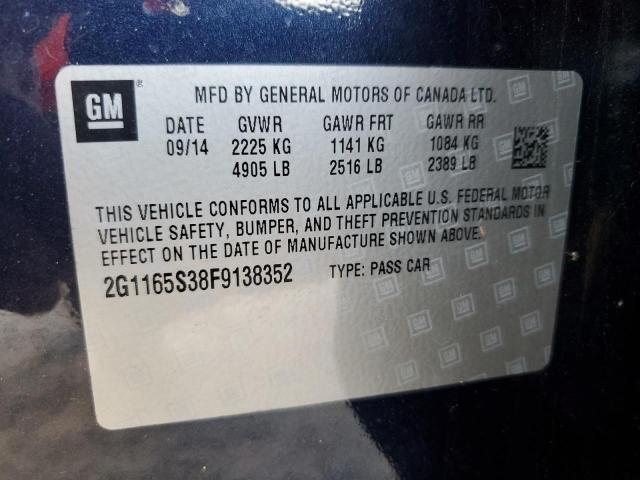 GM ®
MFD BY GENERAL MOTORS OF CANADA LTD.
DATE GVWR GAWR FRT GAWR RR
09/14 2225 KG 1141 KG 1084 KG
4905 LB 2516 LB 2389 LB
THIS VEHICLE CONFORMS TO ALL APPLICABLE U.S. FEDERAL MOTOR
VEHICLE SAFETY, BUMPER, AND THEFT PREVENTION STANDARDS IN
EFFECT ON THE DATE OF MANUFACTURE SHOWN ABOVE.
2G1165S38F9138352 TYPE: PASS CAR